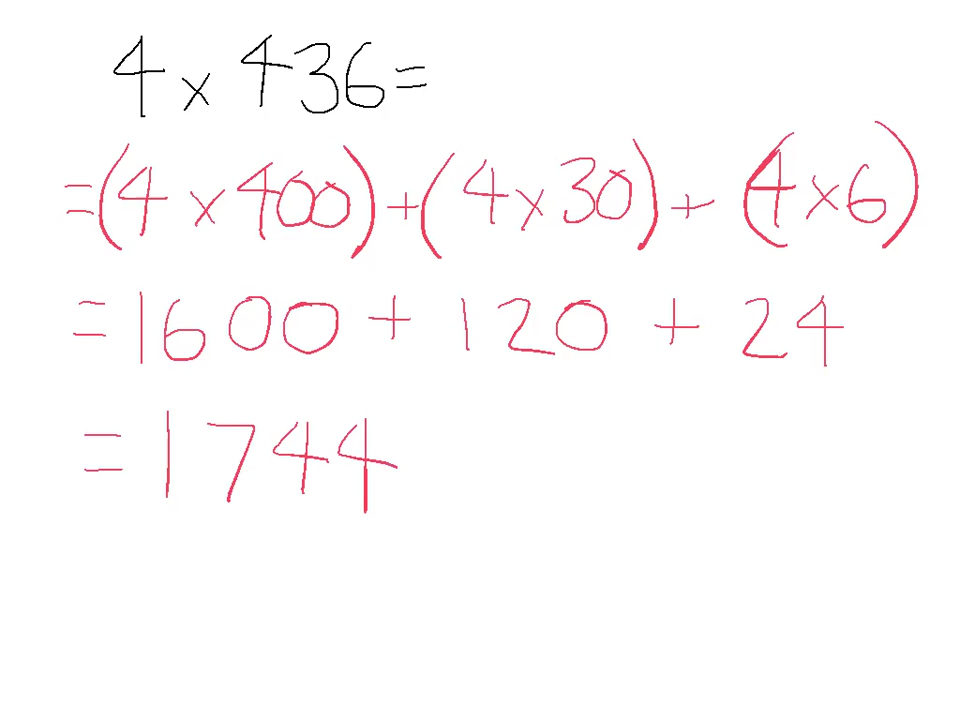 4 x 436=
=(4 x 400)+(4 x 30)+(4 x 6)
=1600 + 120 + 24
=1744